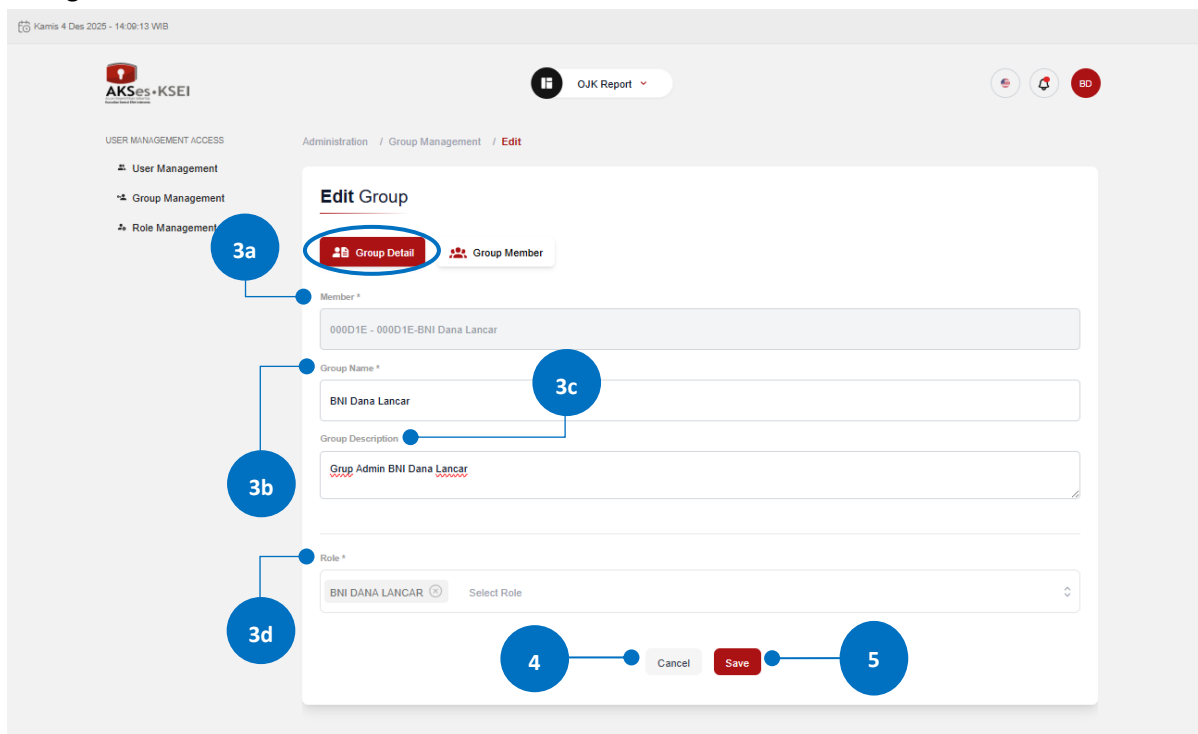 Kamis 4 Des 2025 - 14:09:13 WIB
AKSes•KSEI
OJK Report
BD
USER MANAGEMENT ACCESS
User Management
Group Management
Role Management
Administration / Group Management / Edit
Edit Group
3a
Group Detail
Group Member
Member *
000D1E - 000D1E-BNI Dana Lancar
Group Name *
3c
BNI Dana Lancar
Group Description
Grup Admin BNI Dana Lancar
3b
Role *
BNI DANA LANCAR
Select Role
3d
4
Cancel
Save
5